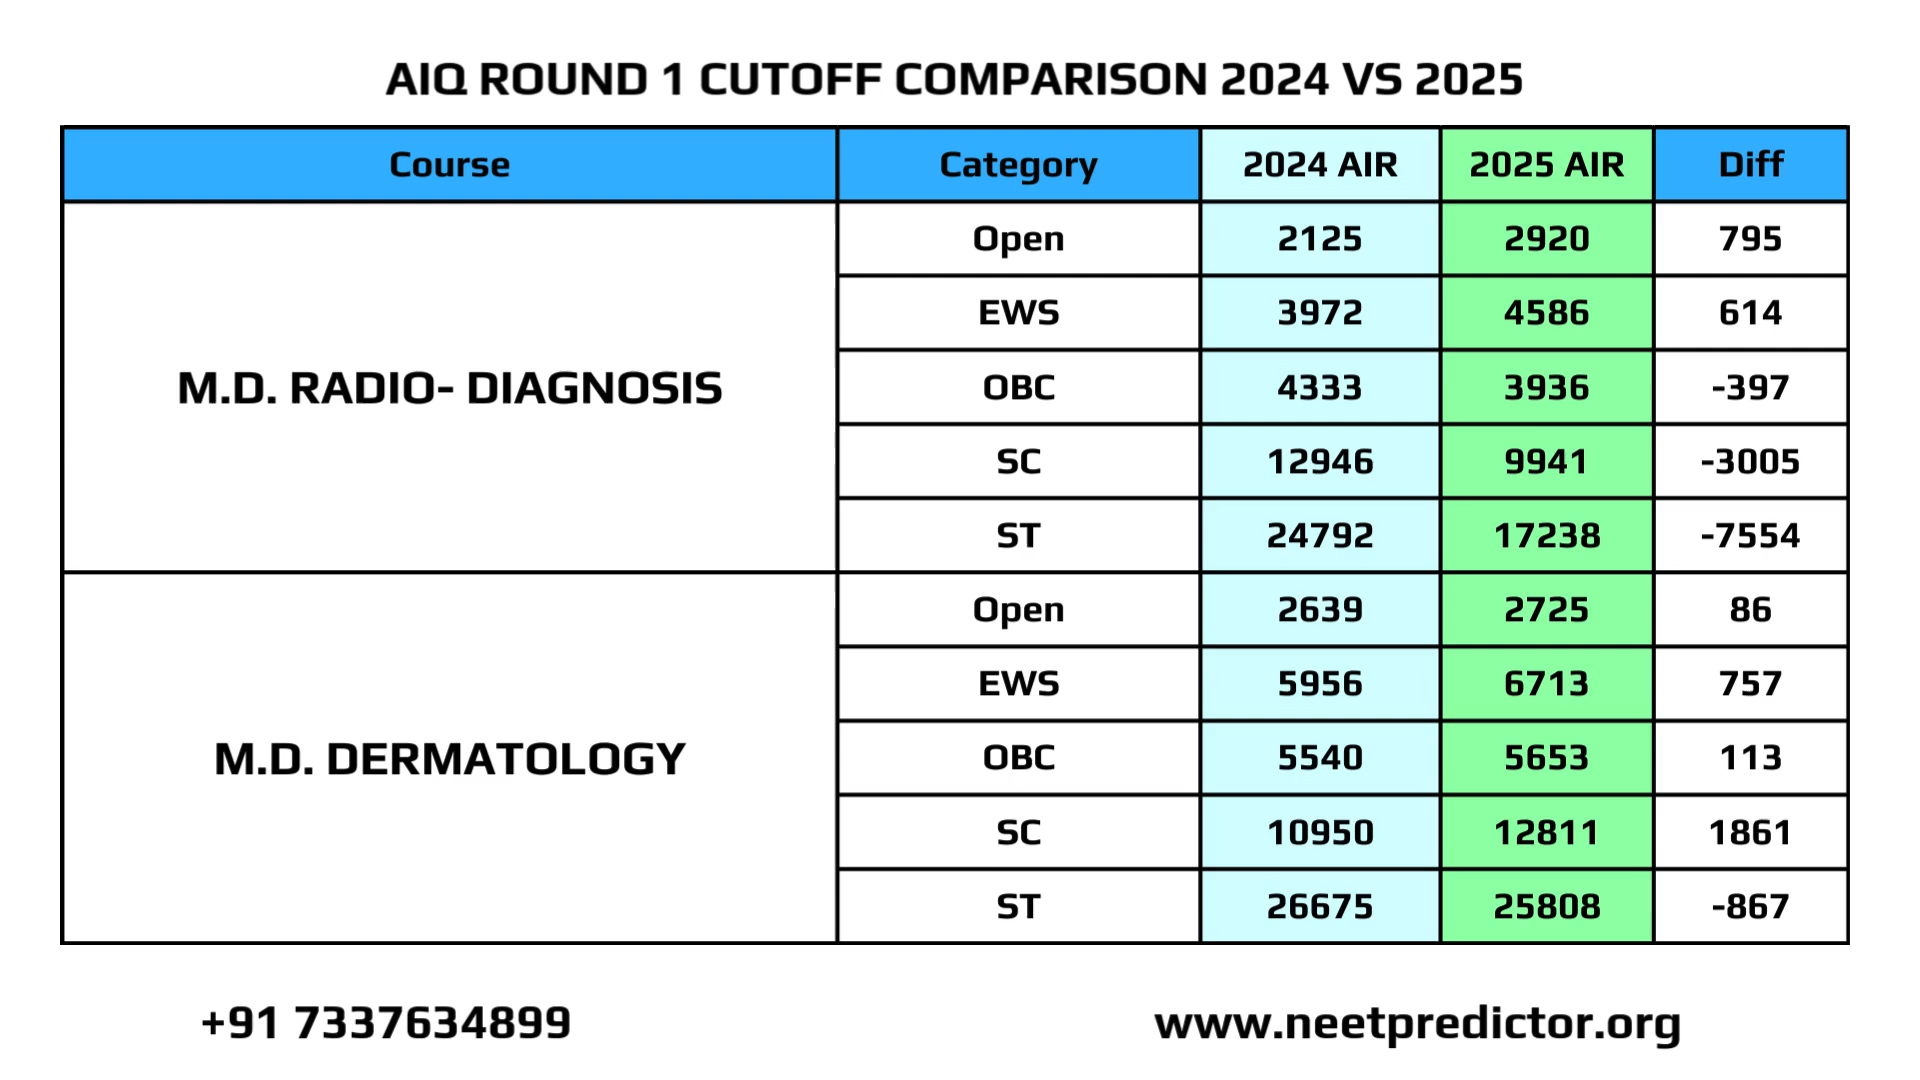 AIQ ROUND 1 CUTOFF COMPARISON 2024 VS 2025
Course Category 2024 AIR 2025 AIR Diff
M.D. RADIO- DIAGNOSIS
Open 2125 2920 795
EWS 3972 4586 614
OBC 4333 3936 -397
SC 12946 9941 -3005
ST 24792 17238 -7554
M.D. DERMATOLOGY
Open 2639 2725 86
EWS 5956 6713 757
OBC 5540 5653 113
SC 10950 12811 1861
ST 26675 25808 -867
+91 7337634899 www.neetpredictor.org